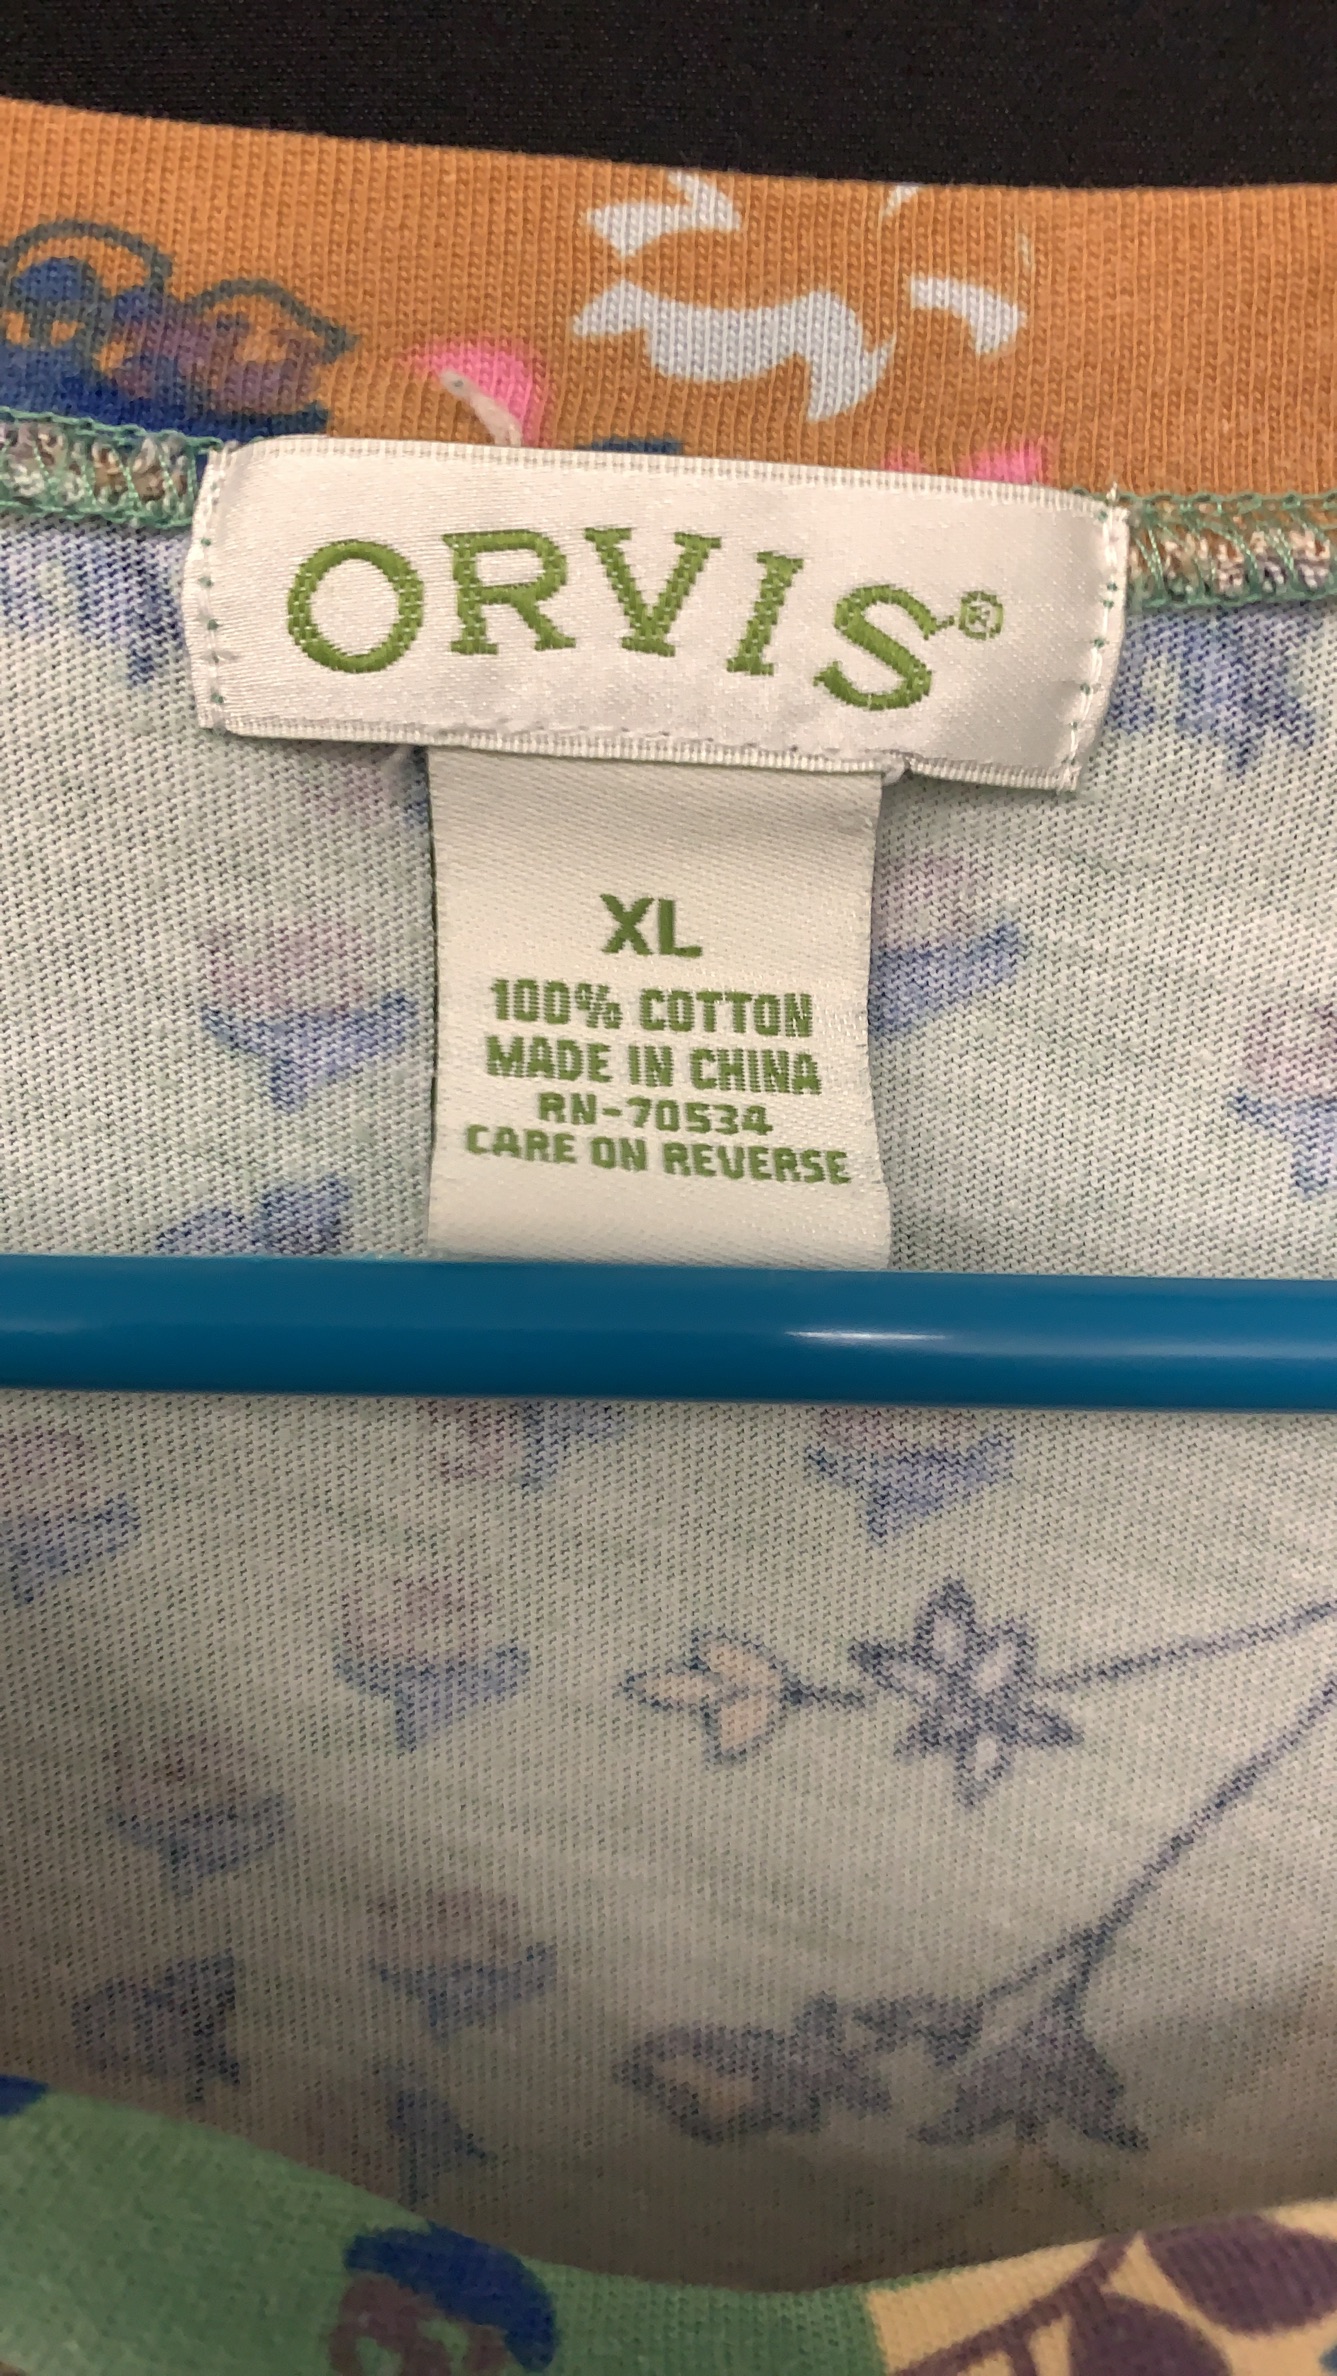 ORVIS®
XL
100% COTTON
MADE IN CHINA
RN-70534
CARE ON REVERSE